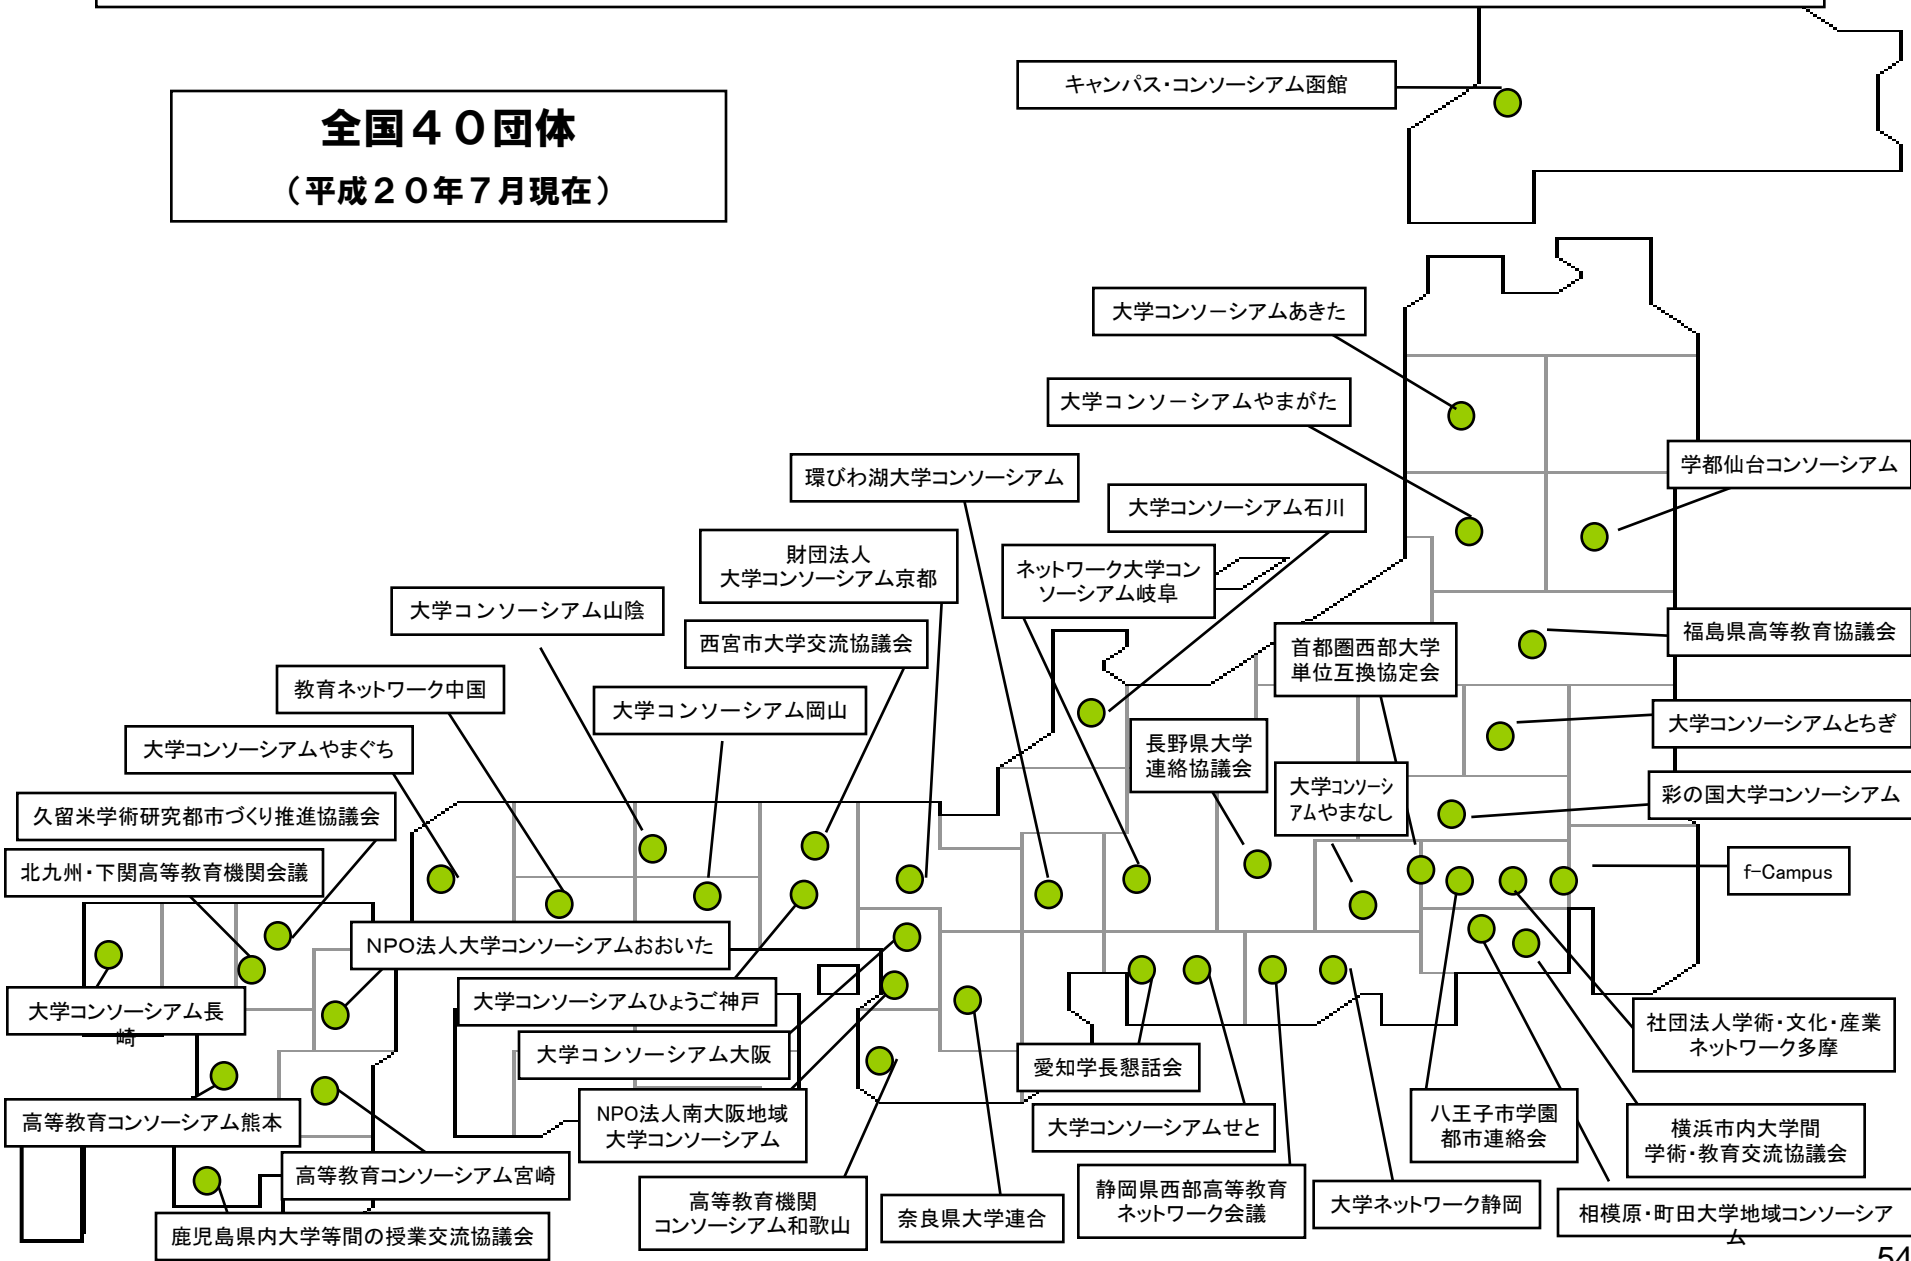 キャンパス・コンソーシアム函館
全国４０団体
（平成２０年７月現在）
大学コンソーシアムあきた
大学コンソーシアムやまがた
学都仙台コンソーシアム
環びわ湖大学コンソーシアム
大学コンソーシアム石川
財団法人
大学コンソーシアム京都
ネットワーク大学コン
ソーシアム岐阜
大学コンソーシアム山陰
西宮市大学交流協議会
首都圏西部大学
単位互換協定会
福島県高等教育協議会
教育ネットワーク中国
大学コンソーシアム岡山
大学コンソーシアムとちぎ
大学コンソーシアムやまぐち
長野県大学
連絡協議会
大学コンソーシ
アムやまなし
彩の国大学コンソーシアム
久留米学術研究都市づくり推進協議会
北九州・下関高等教育機関会議
f-Campus
NPO法人大学コンソーシアムおおいた
大学コンソーシアムひょうご神戸
大学コンソーシアム長
崎
社団法人学術・文化・産業
ネットワーク多摩
大学コンソーシアム大阪
愛知学長懇話会
高等教育コンソーシアム熊本
NPO法人南大阪地域
大学コンソーシアム
大学コンソーシアムせと
八王子市学園
都市連絡会
横浜市内大学間
学術・教育交流協議会
高等教育コンソーシアム宮崎
高等教育機関
コンソーシアム和歌山
奈良県大学連合
静岡県西部高等教育
ネットワーク会議
大学ネットワーク静岡
相模原・町田大学地域コンソーシア
ム
鹿児島県内大学等間の授業交流協議会
54